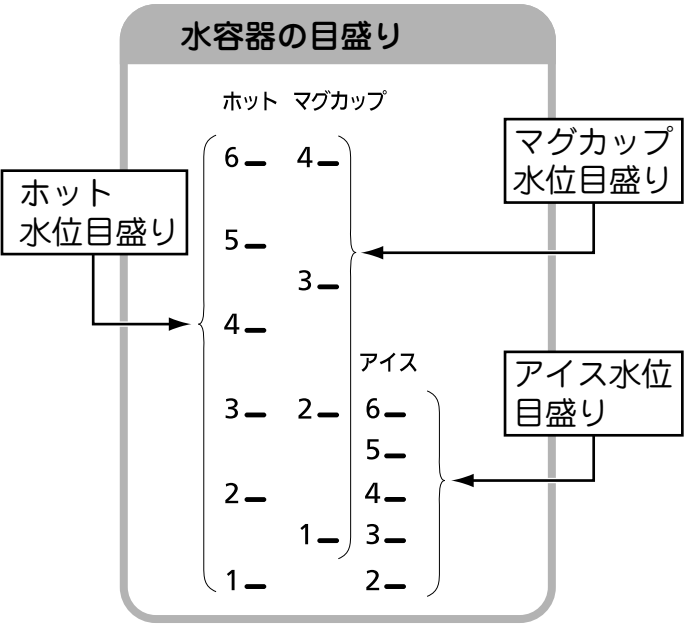 水容器の目盛り
ホット マグカップ
6 4
マグカップ
水位目盛り
ホット
水位目盛り
5
3
4
アイス
アイス水位
目盛り
3 2 6
5
2 4
1 3
1 2